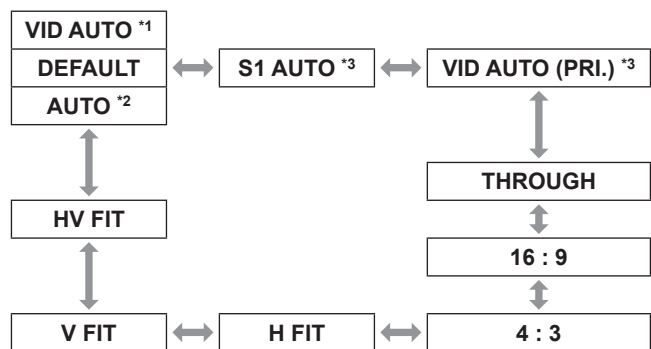 VID AUTO *1
DEFAULT
AUTO *2
S1 AUTO *3
VID AUTO (PRI.) *3
THROUGH
HV FIT
16 : 9
V FIT
H FIT
4 : 3